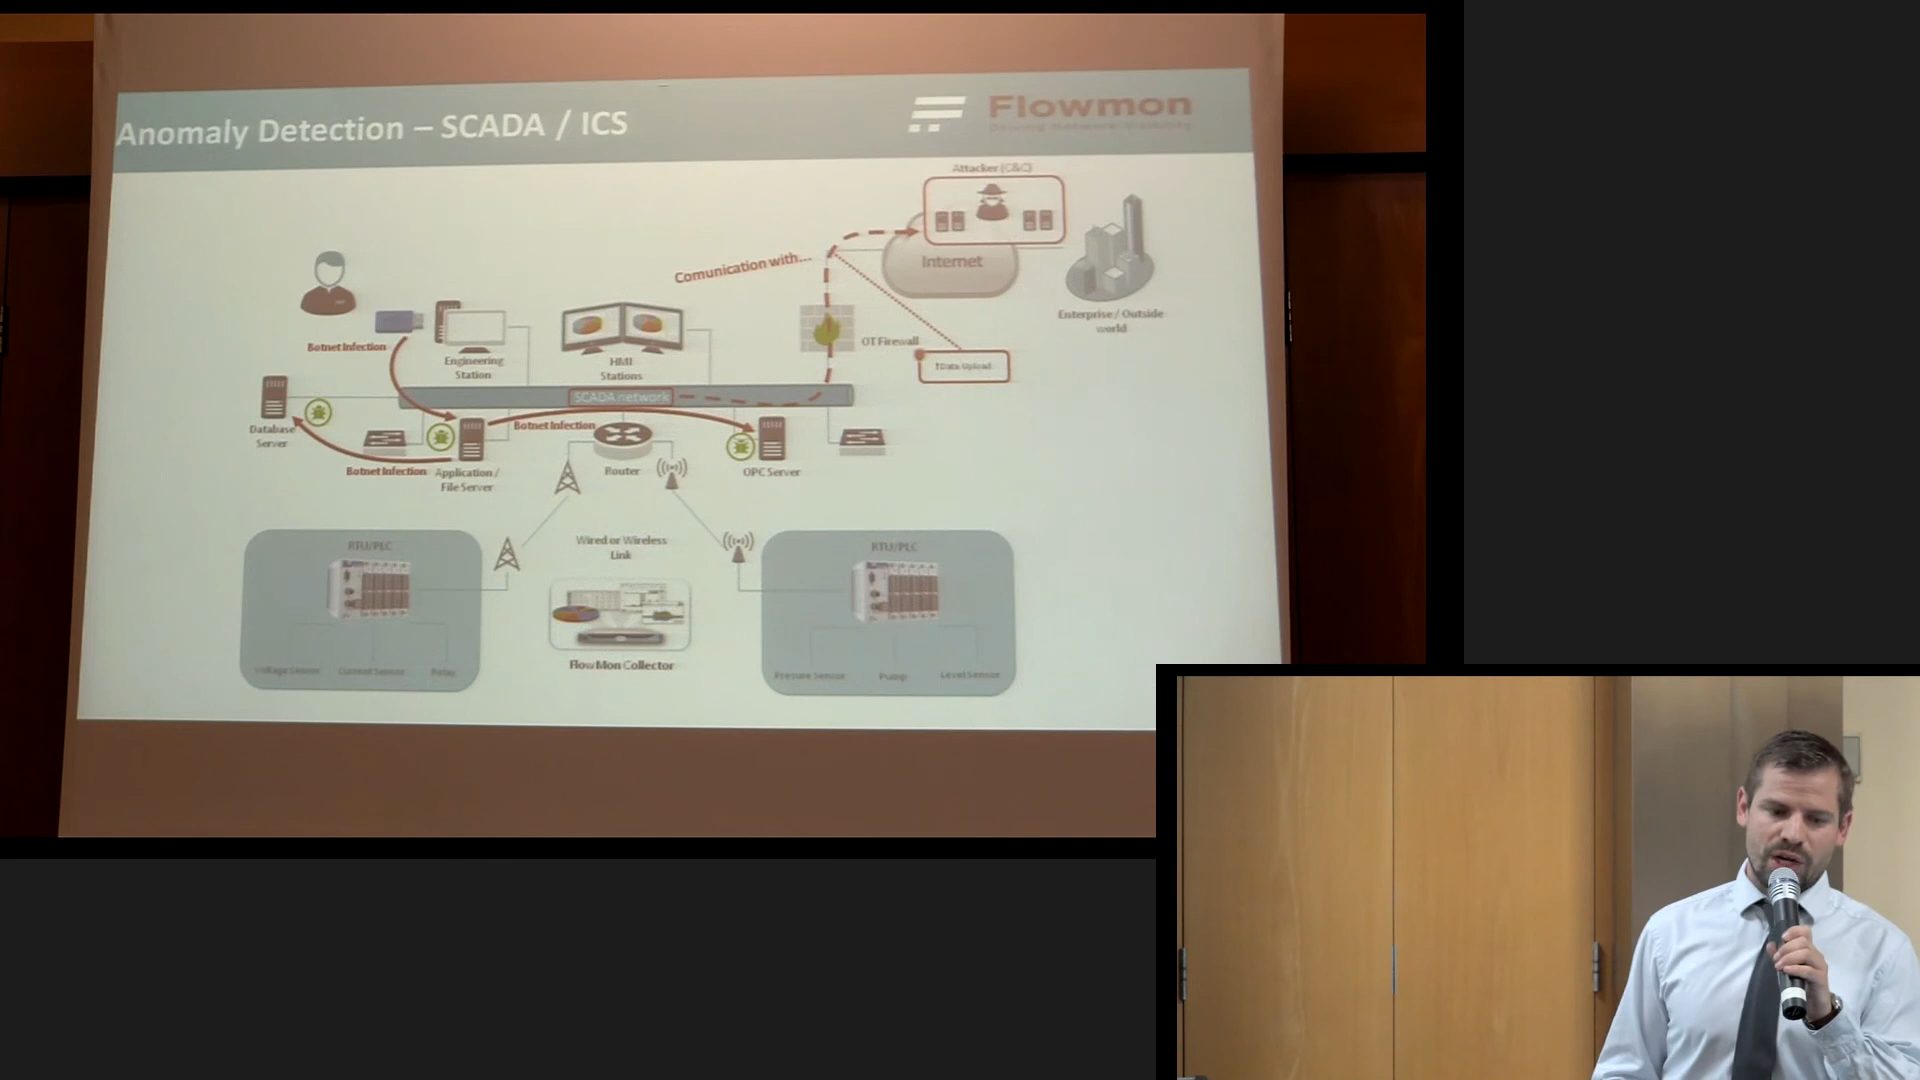 Anomaly Detection – SCADA / ICS
Flowmon
Attacker (C&C)
Internet
Comunication with...
Enterprise / Outside
world
OT Firewall
↑Data Upload
Botnet Infection
Engineering
Station
HMI
Stations
SCADA network
Database
Server
Botnet Infection
Botnet Infection
Application /
File Server
Router
OPC Server
RTU/PLC
Wired or Wireless
Link
RTU/PLC
FlowMon Collector
Voltage Sensor
Current Sensor
Relay
Pressure Sensor
Pump
Level Sensor